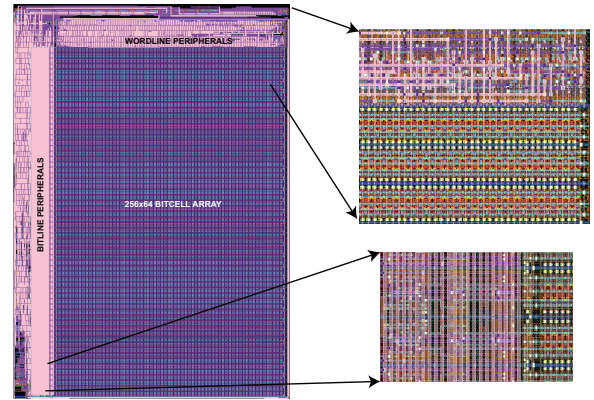 WORDLINE PERIPHERALS
BITLINE PERIPHERALS
256x64 BITCELL ARRAY